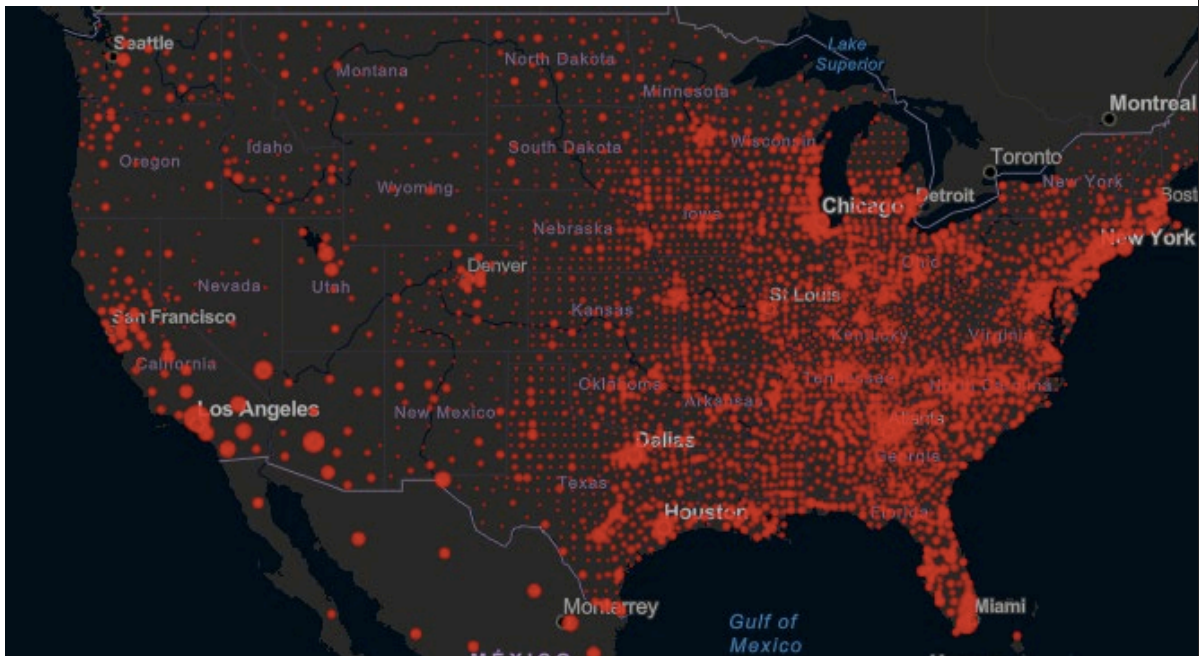 Seattle
Montana
North Dakota
Lake
Superior
Minnesota
Montreal
Oregon
Idaho
South Dakota
Wisconsin
Toronto
Wyoming
New York
Detroit
Bost
Chicago
Iowa
Nebraska
New York
Denver
Ohio
Nevada
Utah
St Louis
San Francisco
Kansas
Kentucky
Virginia
California
Oklahoma
Tennessee
North Carolina
Los Angeles
New Mexico
Arkansas
Atlanta
Dallas
Georgia
Texas
Houston
Florida
Monterrey
Miami
Gulf of
Mexico
MÉXICO